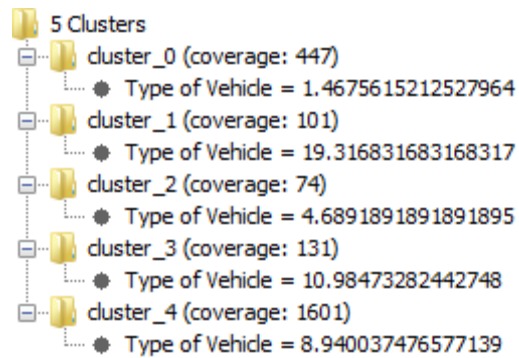 5 Clusters
cluster_0 (coverage: 447)
Type of Vehicle = 1.4675615212527964
cluster_1 (coverage: 101)
Type of Vehicle = 19.316831683168317
cluster_2 (coverage: 74)
Type of Vehicle = 4.6891891891891895
cluster_3 (coverage: 131)
Type of Vehicle = 10.98473282442748
cluster_4 (coverage: 1601)
Type of Vehicle = 8.940037476577139